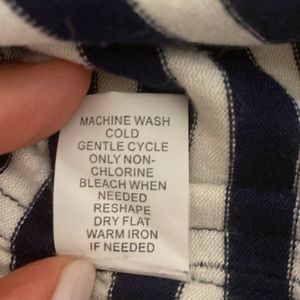 MACHINE WASH
COLD
GENTLE CYCLE
ONLY NON-
CHLORINE
BLEACH WHEN
NEEDED
RESHAPE
DRY FLAT
WARM IRON
IF NEEDED